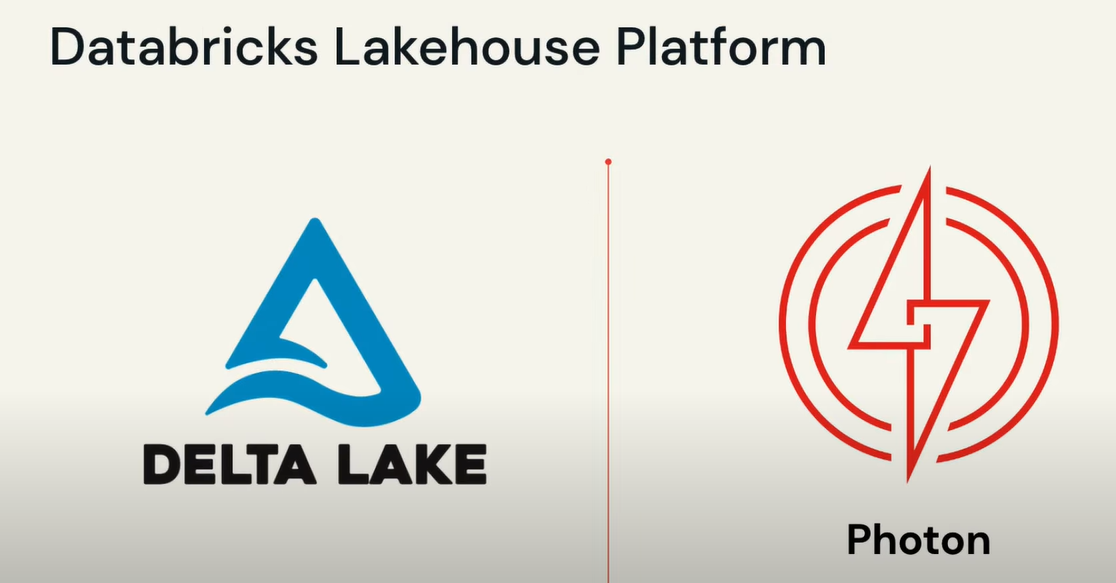 Databricks Lakehouse Platform
DELTA LAKE
Photon